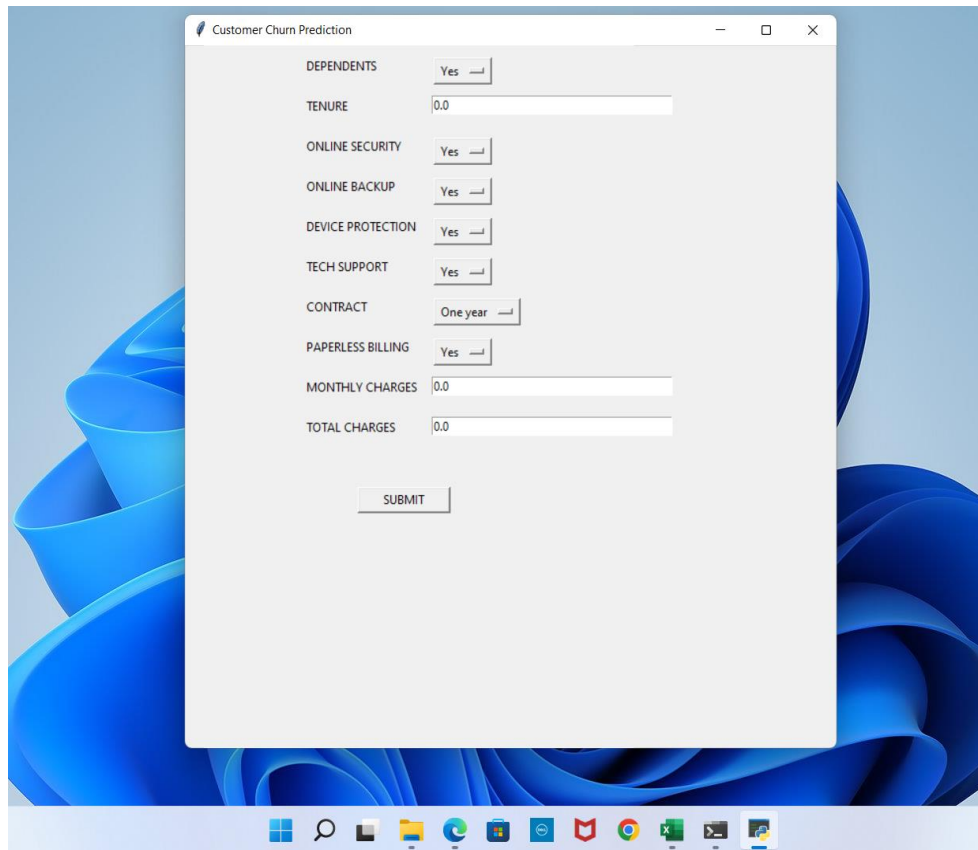 Customer Churn Prediction
DEPENDENTS Yes
TENURE 0.0
ONLINE SECURITY Yes
ONLINE BACKUP Yes
DEVICE PROTECTION Yes
TECH SUPPORT Yes
CONTRACT One year
PAPERLESS BILLING Yes
MONTHLY CHARGES 0.0
TOTAL CHARGES 0.0
SUBMIT